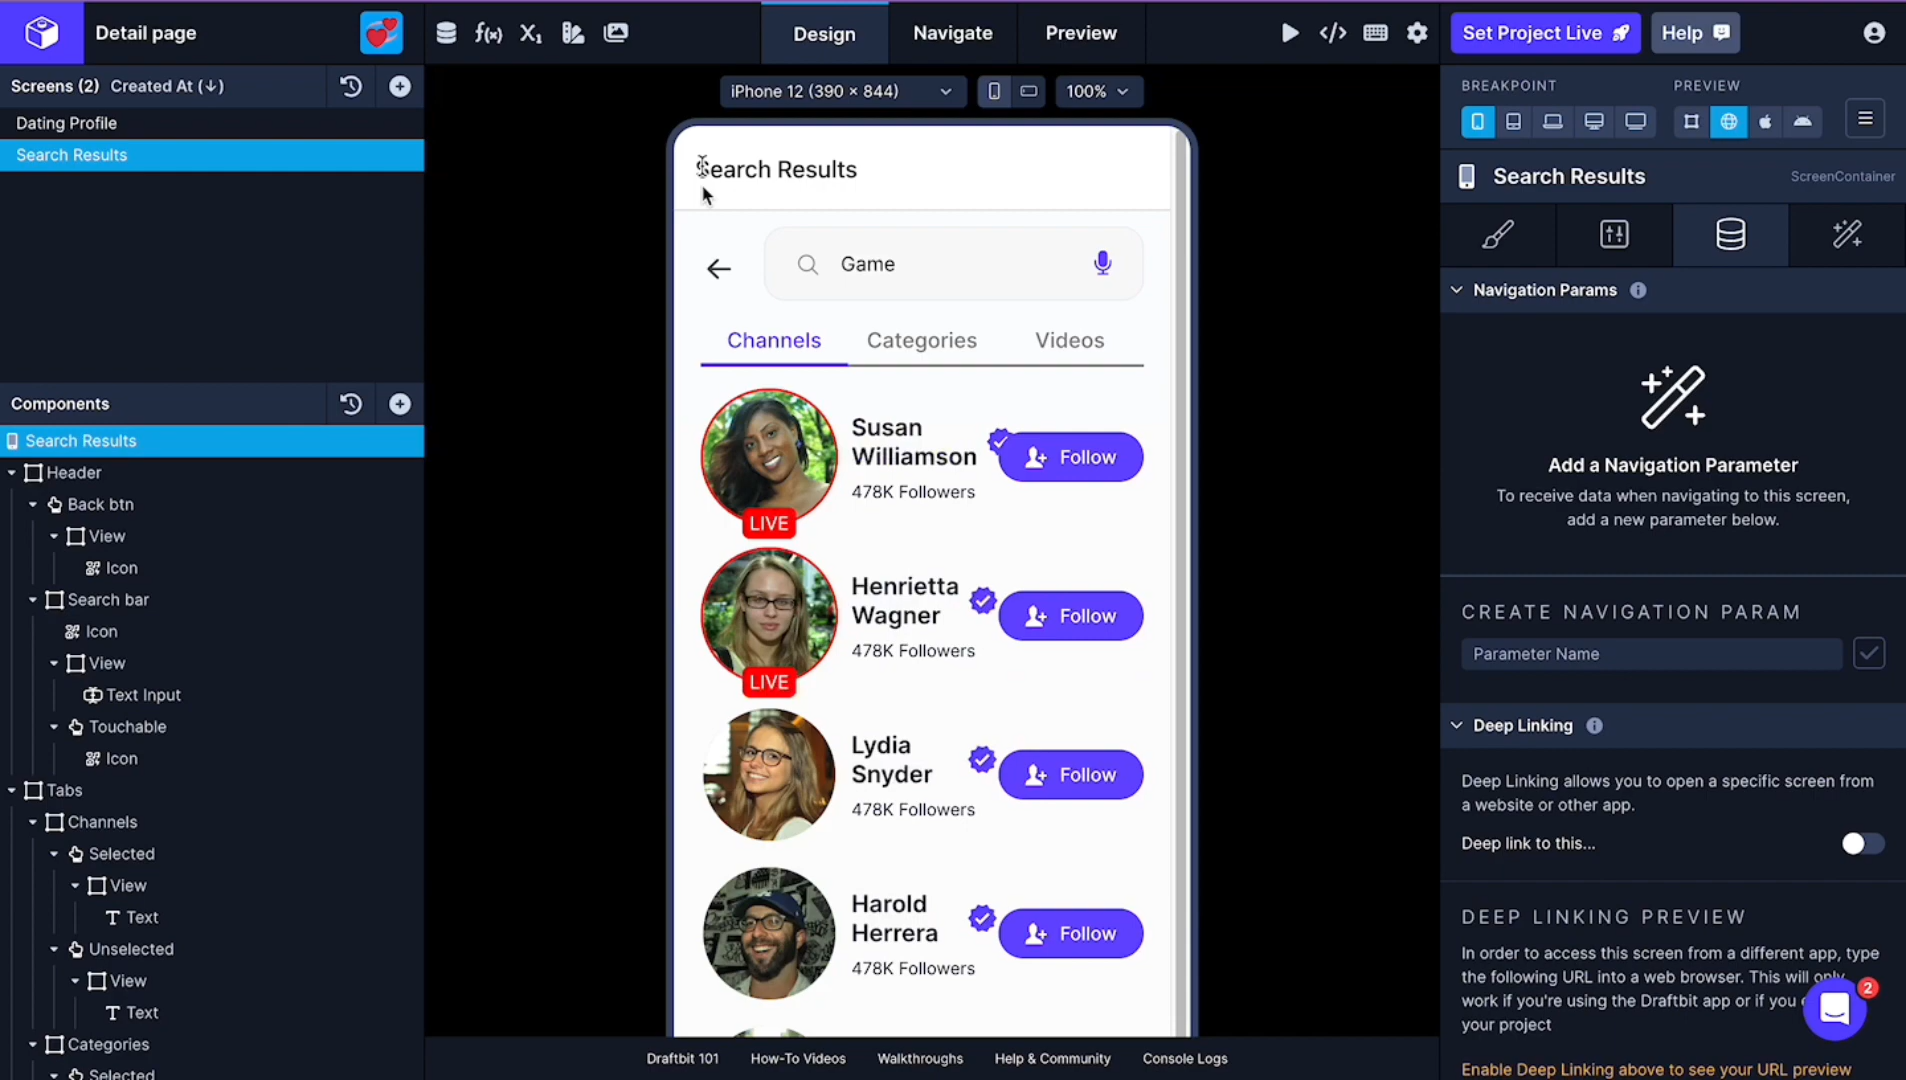 Detail page
f(x)
X₁
Design
Navigate
Preview
Set Project Live
Help
Screens (2) Created At (↓)
Dating Profile
Search Results
iPhone 12 (390 × 844)
100%
BREAKPOINT
PREVIEW
Search Results
ScreenContainer
Navigation Params
Add a Navigation Parameter
To receive data when navigating to this screen,
add a new parameter below.
CREATE NAVIGATION PARAM
Parameter Name
Deep Linking
Deep Linking allows you to open a specific screen from
a website or other app.
Deep link to this...
DEEP LINKING PREVIEW
In order to access this screen from a different app, type
the following URL into a web browser. This will only
work if you're using the Draftbit app or if you
your project
2
Enable Deep Linking above to see your URL preview
Components
Search Results
Header
Back btn
View
Icon
Search bar
Icon
View
Text Input
Touchable
Icon
Tabs
Channels
Selected
View
Text
Unselected
View
Text
Categories
Selected
Search Results
Game
Channels
Categories
Videos
Susan
Williamson
478K Followers
Follow
LIVE
Henrietta
Wagner
478K Followers
Follow
LIVE
Lydia
Snyder
478K Followers
Follow
Harold
Herrera
478K Followers
Follow
Draftbit 101
How-To Videos
Walkthroughs
Help & Community
Console Logs